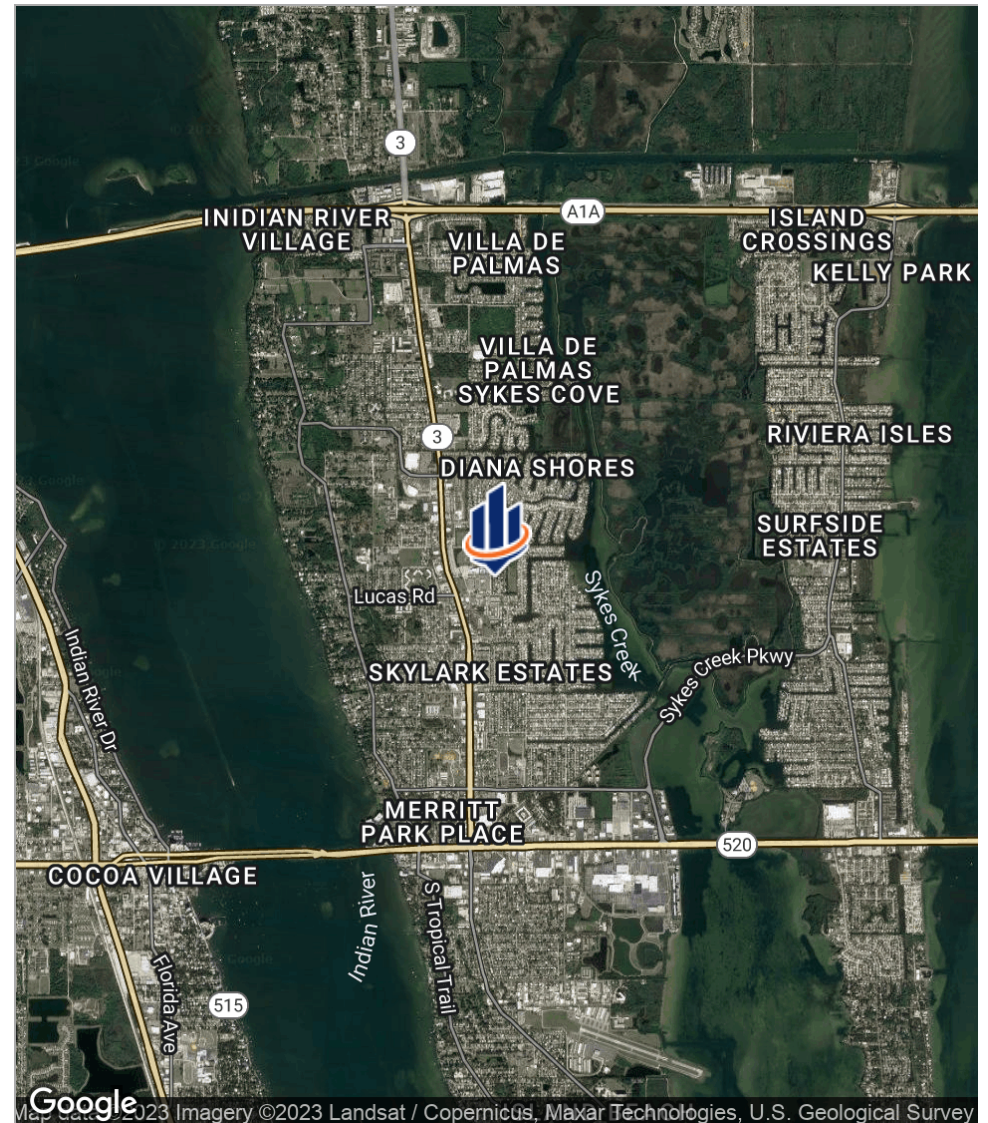 3
A1A
INIDIAN RIVER
VILLAGE
VILLA DE
PALMAS
ISLAND
CROSSINGS
KELLY PARK
VILLA DE
PALMAS
SYKES COVE
3
RIVIERA ISLES
DIANA SHORES
SURFSIDE
ESTATES
Lucas Rd
Sykes Creek
Indian River Dr
SKYLARK ESTATES
Sykes Creek Pkwy
MERRITT
PARK PLACE
520
COCOA VILLAGE
Indian River
S Tropical Trail
Florida Ave
515
Google
Map data ©2023 Imagery ©2023 Landsat / Copernicus, Maxar Technologies, U.S. Geological Survey